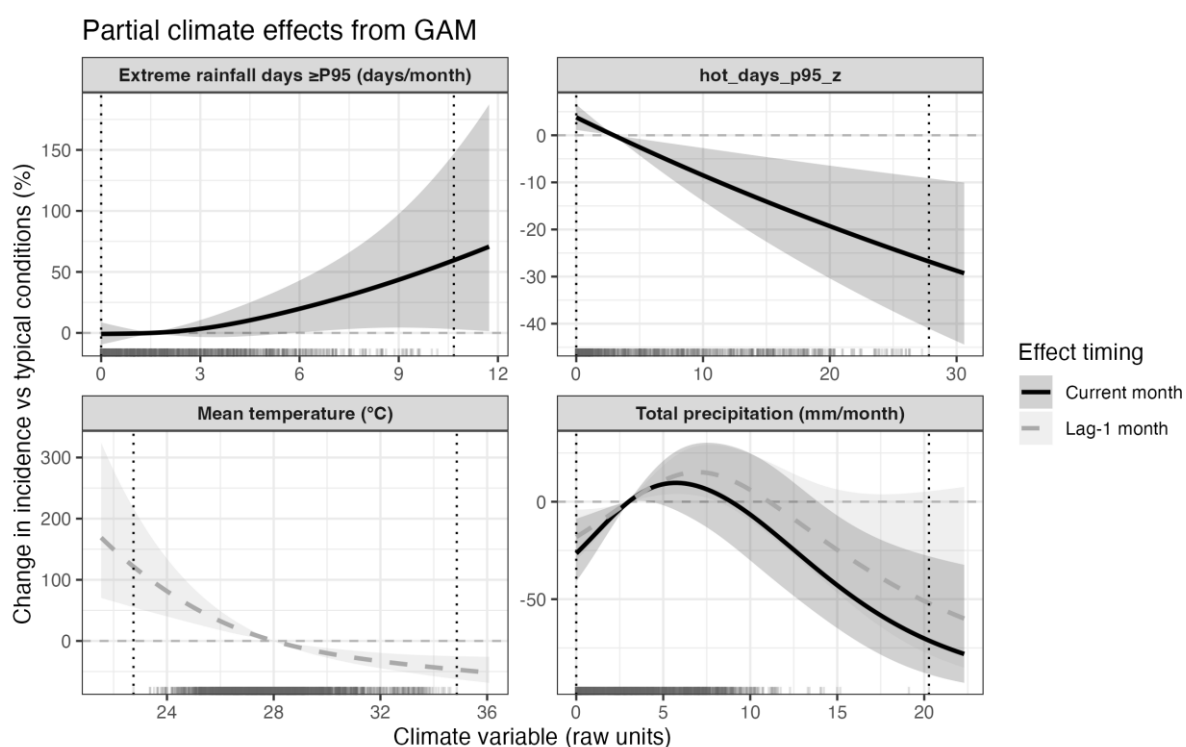 Partial climate effects from GAM
Extreme rainfall days ≥P95 (days/month)
hot_days_p95_z
150
100
50
0
0
-10
-20
-30
-40
0 3 6 9 12
0 10 20 30
Mean temperature (°C)
Total precipitation (mm/month)
300
200
100
0
0
-50
24 28 32 36
0 5 10 15 20
Change in incidence vs typical conditions (%)
Climate variable (raw units)
Effect timing
Current month
Lag-1 month